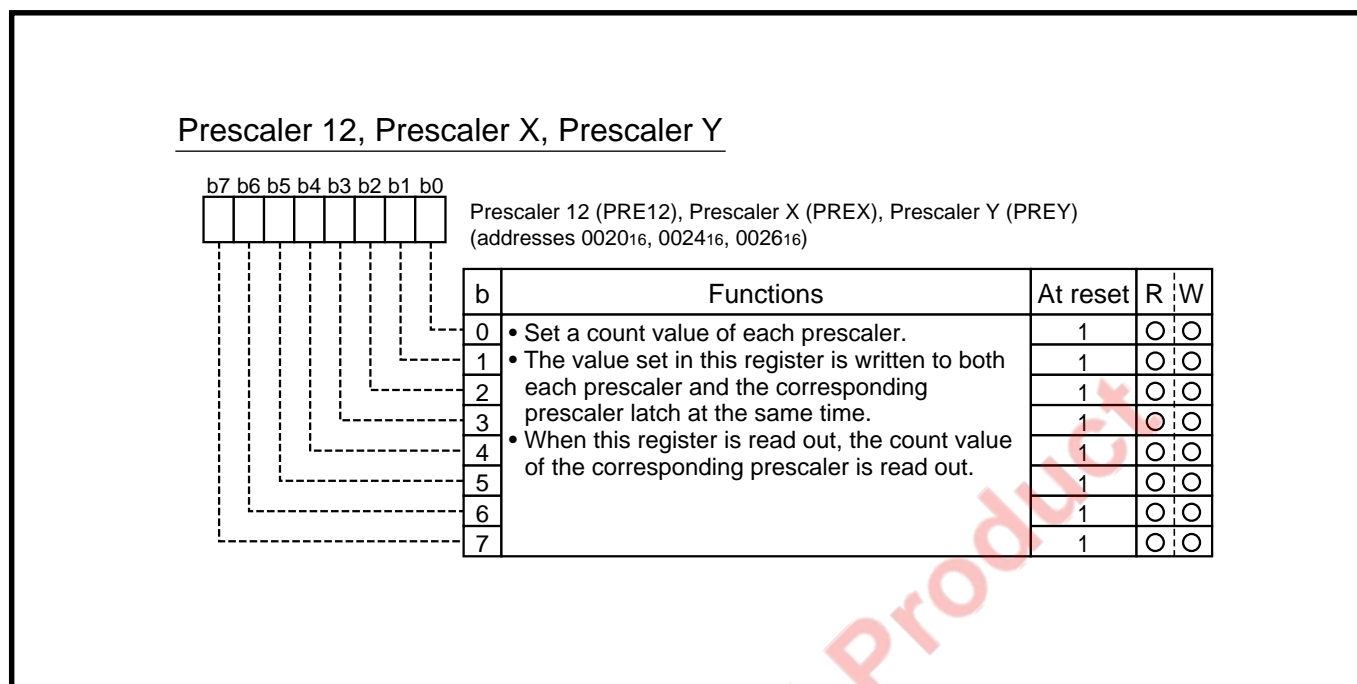 Prescaler 12, Prescaler X, Prescaler Y
b7 b6 b5 b4 b3 b2 b1 b0
Prescaler 12 (PRE12), Prescaler X (PREX), Prescaler Y (PREY)
(addresses 002016, 002416, 002616)
b Functions At reset R W
0 • Set a count value of each prescaler. 1 ○ ○
1 • The value set in this register is written to both 1 ○ ○
2 each prescaler and the corresponding 1 ○ ○
3 prescaler latch at the same time. 1 ○ ○
4 • When this register is read out, the count value 1 ○ ○
5 of the corresponding prescaler is read out. 1 ○ ○
6 1 ○ ○
7 1 ○ ○
Product